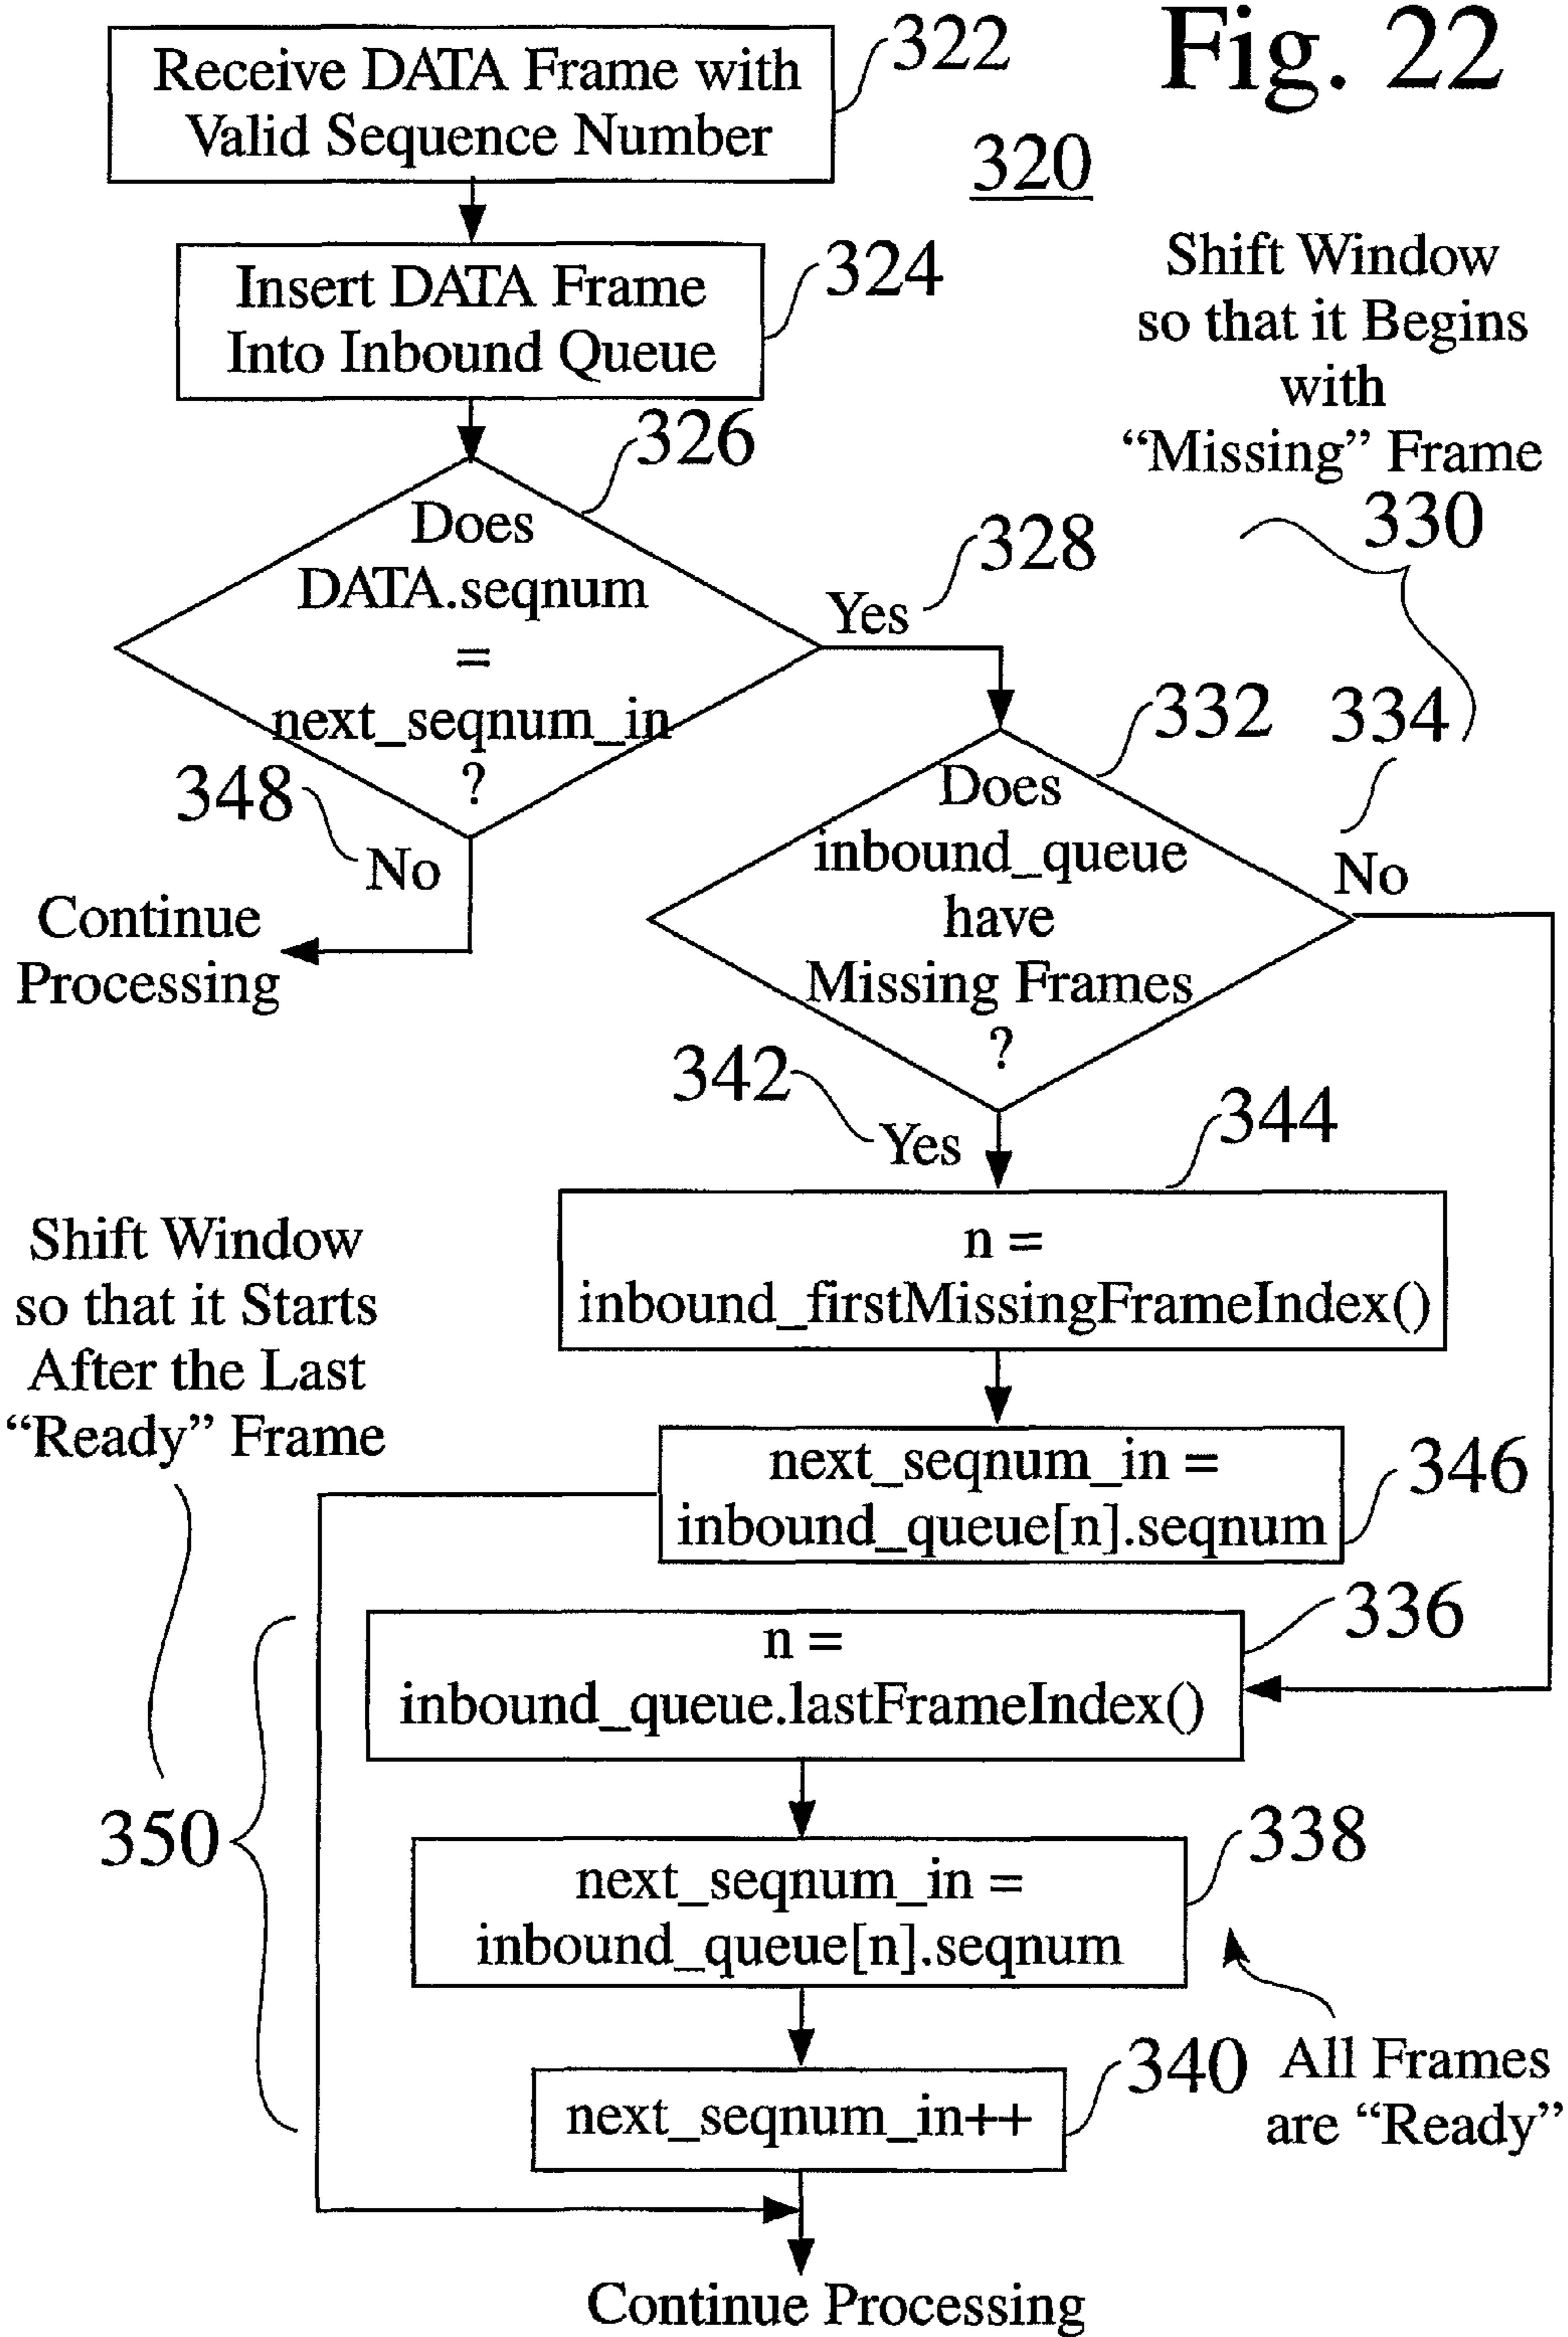 Fig. 22
320
Receive DATA Frame with
Valid Sequence Number
322
Insert DATA Frame
Into Inbound Queue
324
Shift Window
so that it Begins
with
“Missing” Frame
330
326
Does
DATA.seqnum
=
next_seqnum_in
?
Yes
328
348
No
Continue
Processing
332
334
Does
inbound_queue
have
Missing Frames
?
No
342
Yes
344
n =
inbound_firstMissingFrameIndex()
Shift Window
so that it Starts
After the Last
“Ready” Frame
next_seqnum_in =
inbound_queue[n].seqnum
346
336
n =
inbound_queue.lastFrameIndex()
350
338
next_seqnum_in =
inbound_queue[n].seqnum
340
next_seqnum_in++
All Frames
are “Ready”
Continue Processing